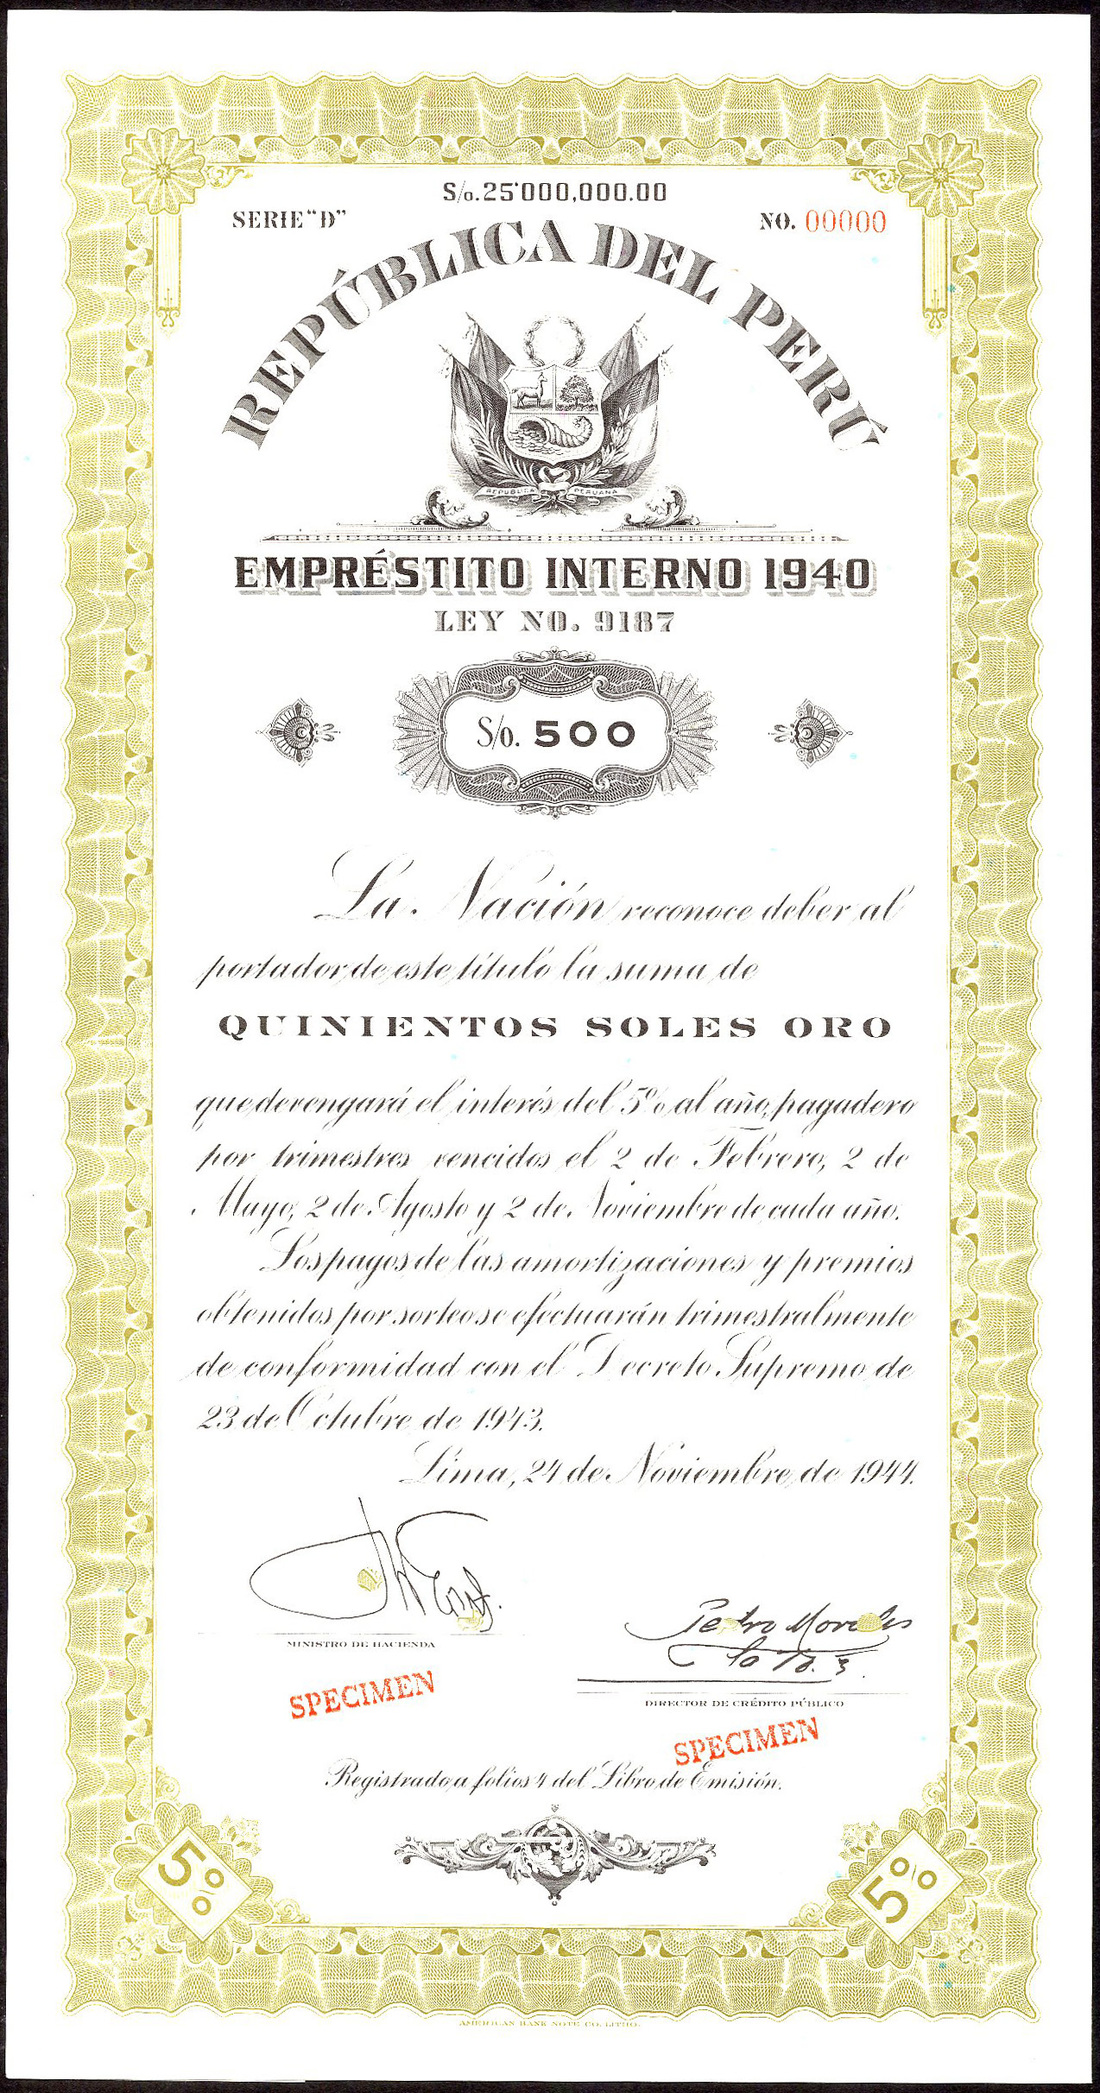 S/o. 25'000,000.00
SERIE "D"
NO. 00000
REPÚBLICA DEL PERÚ
REPUBLICA PERUANA
EMPRÉSTITO INTERNO 1940
LEY NO. 9187
S/o. 500
La Nación reconoce deber al
portador de este título la suma de
QUINIENTOS SOLES ORO
que devengará el interés del 5% al año, pagadero
por trimestres vencidos el 2 de Febrero, 2 de
Mayo, 2 de Agosto y 2 de Noviembre de cada año.
Los pagos de las amortizaciones y premios
obtenidos por sorteo se efectuarán trimestralmente
de conformidad con el Decreto Supremo de
23 de Octubre de 1943.
Lima, 24 de Noviembre de 1944.
Pedro Morales
MINISTRO DE HACIENDA
DIRECTOR DE CRÉDITO PÚBLICO
SPECIMEN
SPECIMEN
Registrado a folios 4 del Libro de Emisión.
5%
5%
AMERICAN BANK NOTE CO. LITHO.